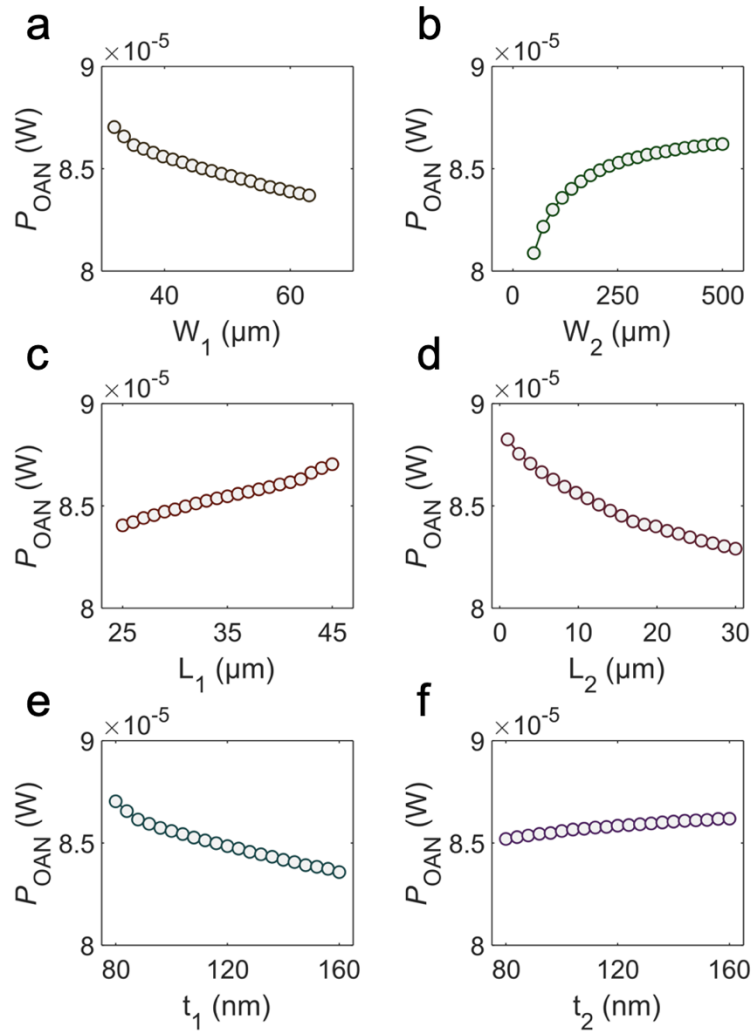 a
×10⁻⁵
9
8.5
8
P_OAN (W)
40 60
W₁ (µm)
b
×10⁻⁵
9
8.5
8
P_OAN (W)
0 250 500
W₂ (µm)
c
×10⁻⁵
9
8.5
8
P_OAN (W)
25 35 45
L₁ (µm)
d
×10⁻⁵
9
8.5
8
P_OAN (W)
0 10 20 30
L₂ (µm)
e
×10⁻⁵
9
8.5
8
P_OAN (W)
80 120 160
t₁ (nm)
f
×10⁻⁵
9
8.5
8
P_OAN (W)
80 120 160
t₂ (nm)